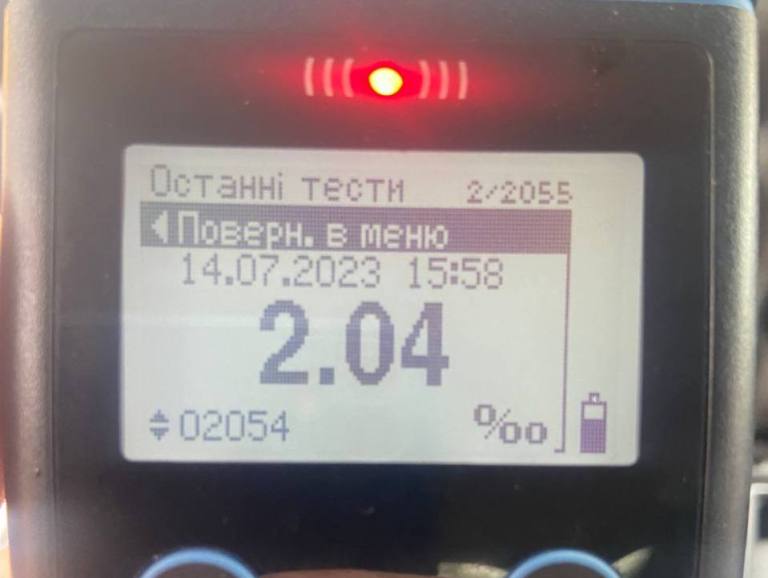 Останні тести 2/2055
Поверн. в меню
14.07.2023 15:58
2.04
02054 ‰